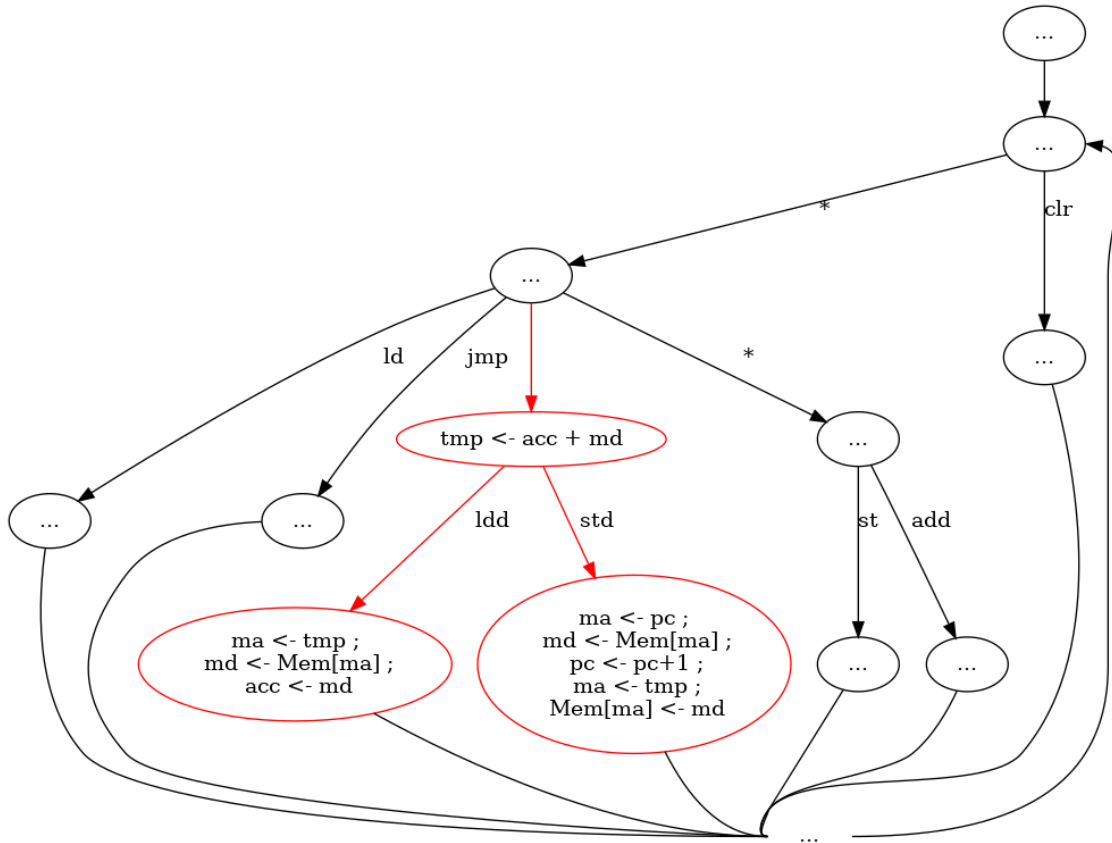 ...
...
*
clr
...
...
ld
jmp
*
tmp <- acc + md
...
...
...
ldd
std
st
add
ma <- tmp ;
md <- Mem[ma] ;
acc <- md
ma <- pc ;
md <- Mem[ma] ;
pc <- pc+1 ;
ma <- tmp ;
Mem[ma] <- md
...
...
...